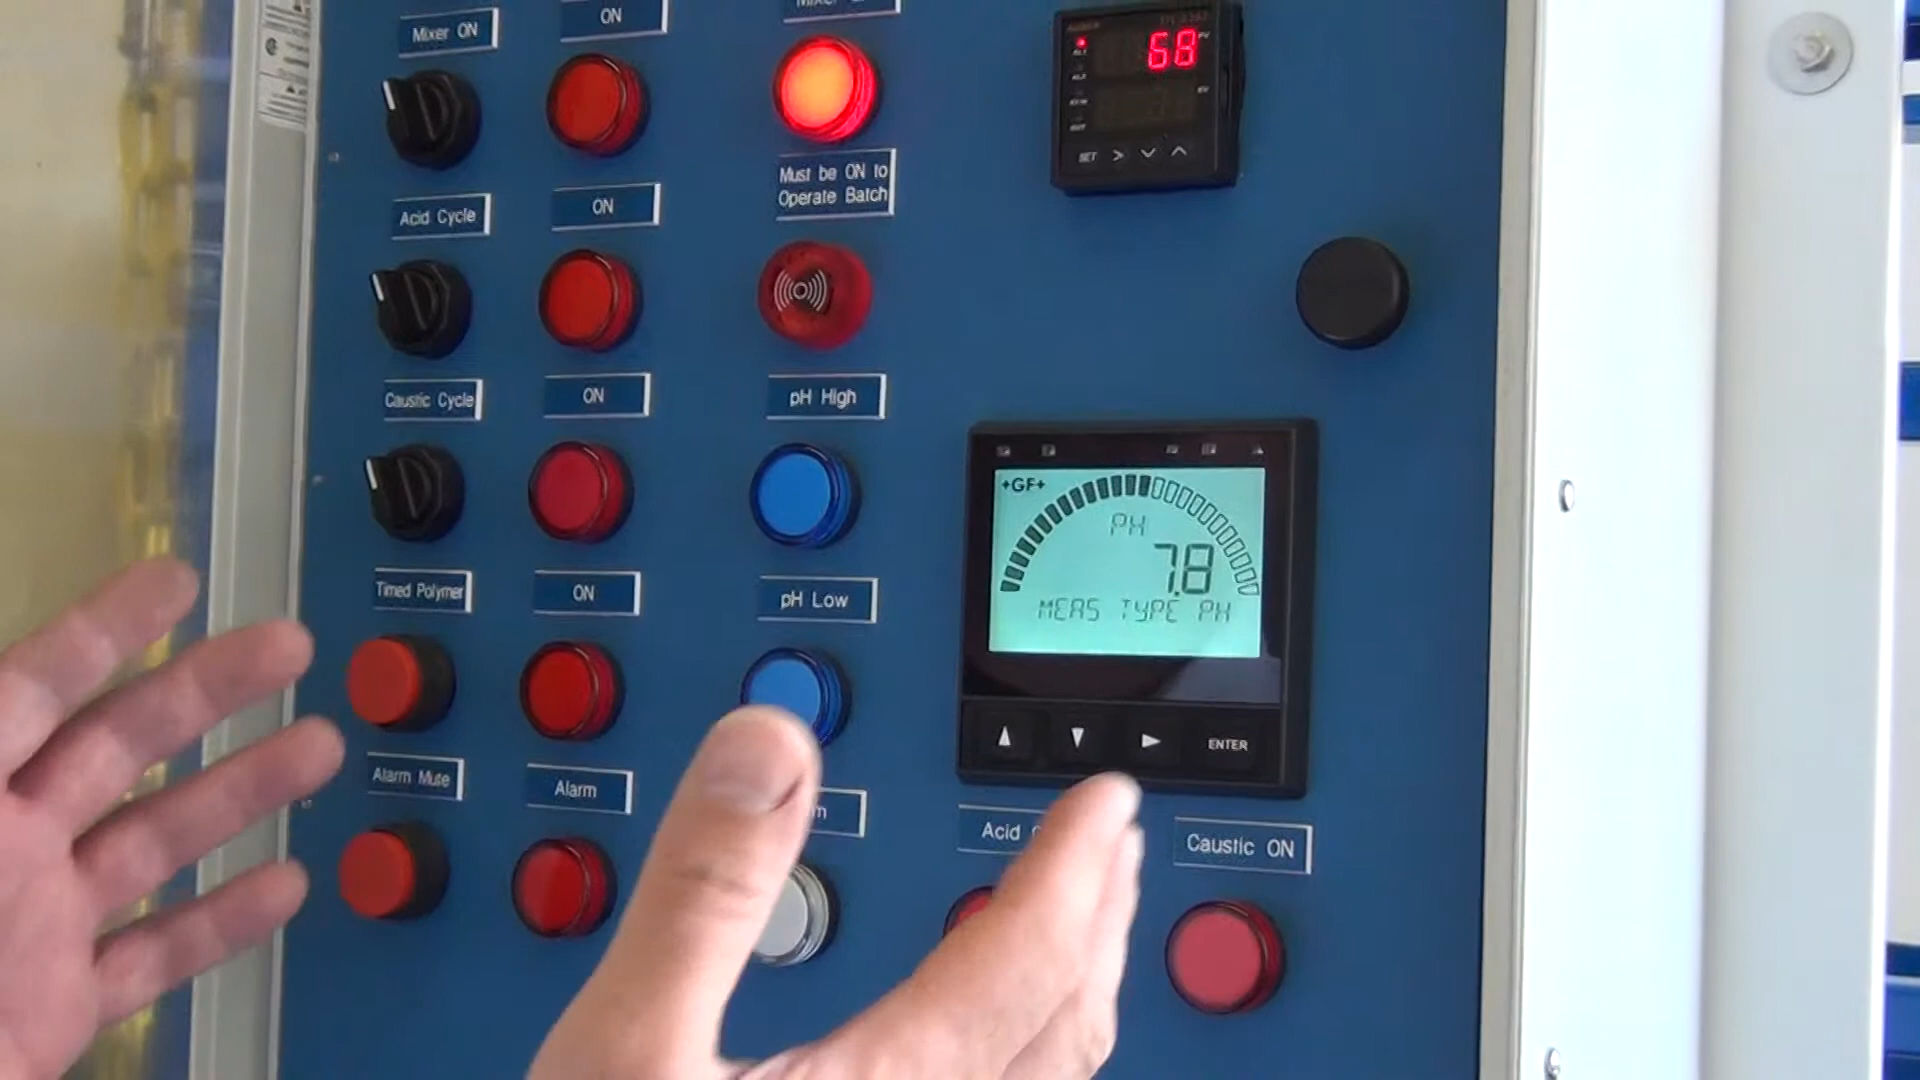 Mixer ON
ON
68
PV
SET
Must be ON to
Operate Batch
Acid Cycle
ON
Caustic Cycle
ON
pH High
+GF+
PH
7.8
MEAS TYPE PH
Timed Polymer
ON
pH Low
ENTER
Alarm Mute
Alarm
Acid
Caustic ON